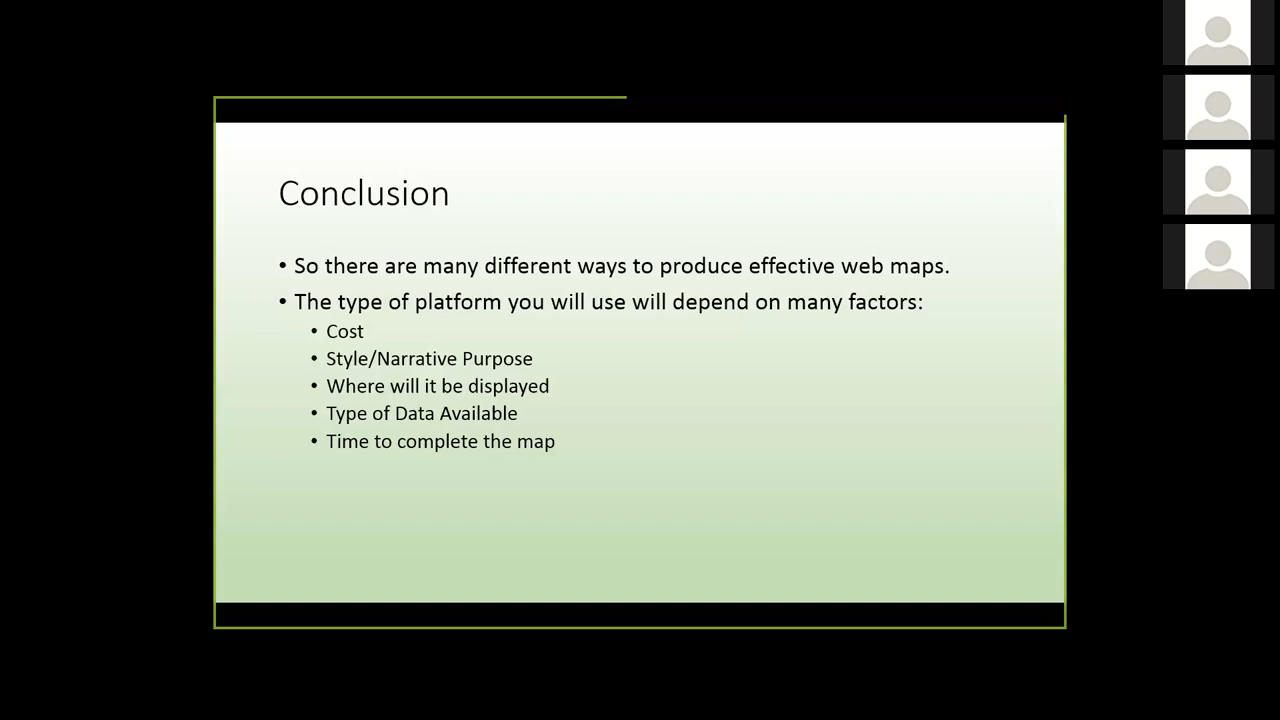 Conclusion
• So there are many different ways to produce effective web maps.
• The type of platform you will use will depend on many factors:
• Cost
• Style/Narrative Purpose
• Where will it be displayed
• Type of Data Available
• Time to complete the map